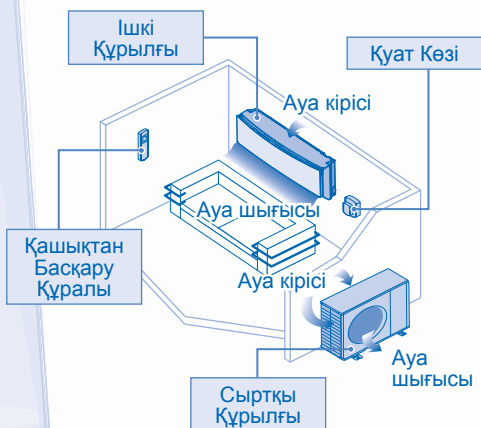 Ішкі
Құрылғы
Қуат Көзі
Ауа кірісі
Ауа шығысы
Қашықтан
Басқару
Құралы
Ауа кірісі
Ауа
шығысы
Сыртқы
Құрылғы